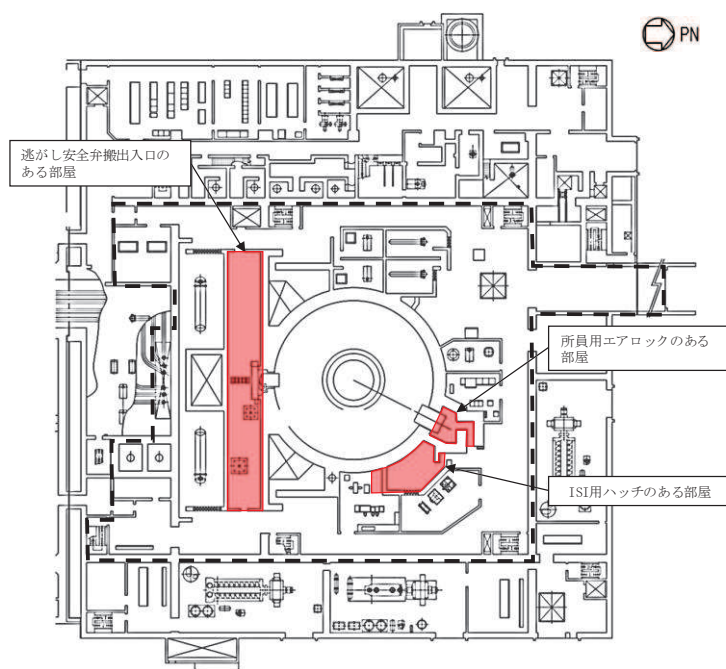 PN
逃がし安全弁搬出入口の
ある部屋
所員用エアロックのある
部屋
ISI用ハッチのある部屋